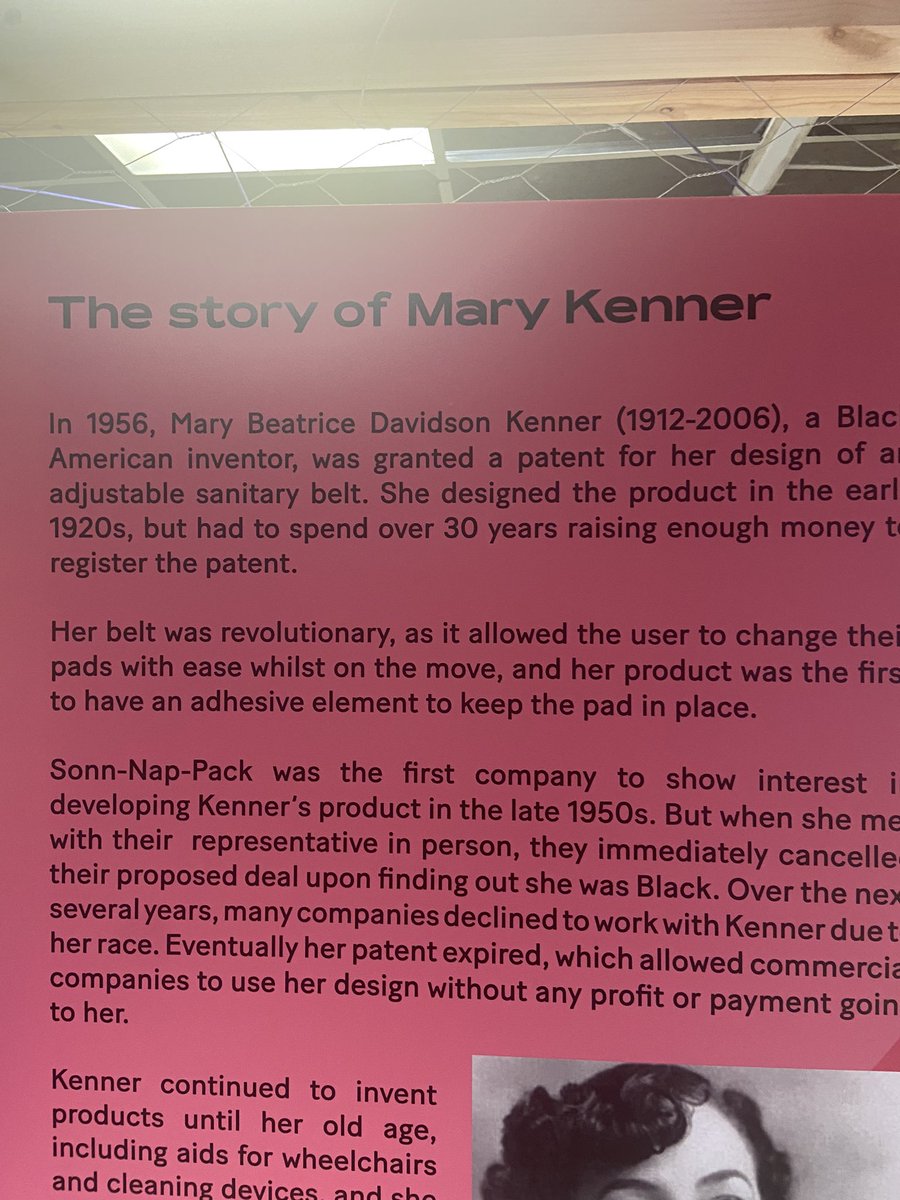 The story of Mary Kenner
In 1956, Mary Beatrice Davidson Kenner (1912-2006), a Blac
American inventor, was granted a patent for her design of a
adjustable sanitary belt. She designed the product in the earl
1920s, but had to spend over 30 years raising enough money t
register the patent.
Her belt was revolutionary, as it allowed the user to change thei
pads with ease whilst on the move, and her product was the firs
to have an adhesive element to keep the pad in place.
Sonn-Nap-Pack was the first company to show interest i
developing Kenner's product in the late 1950s. But when she me
with their representative in person, they immediately cancelle
their proposed deal upon finding out she was Black. Over the nex
several years, many companies declined to work with Kenner due t
her race. Eventually her patent expired, which allowed commercia
companies to use her design without any profit or payment goin
to her.
Kenner continued to invent
products until her old age,
including aids for wheelchairs
and cleaning devices, and she